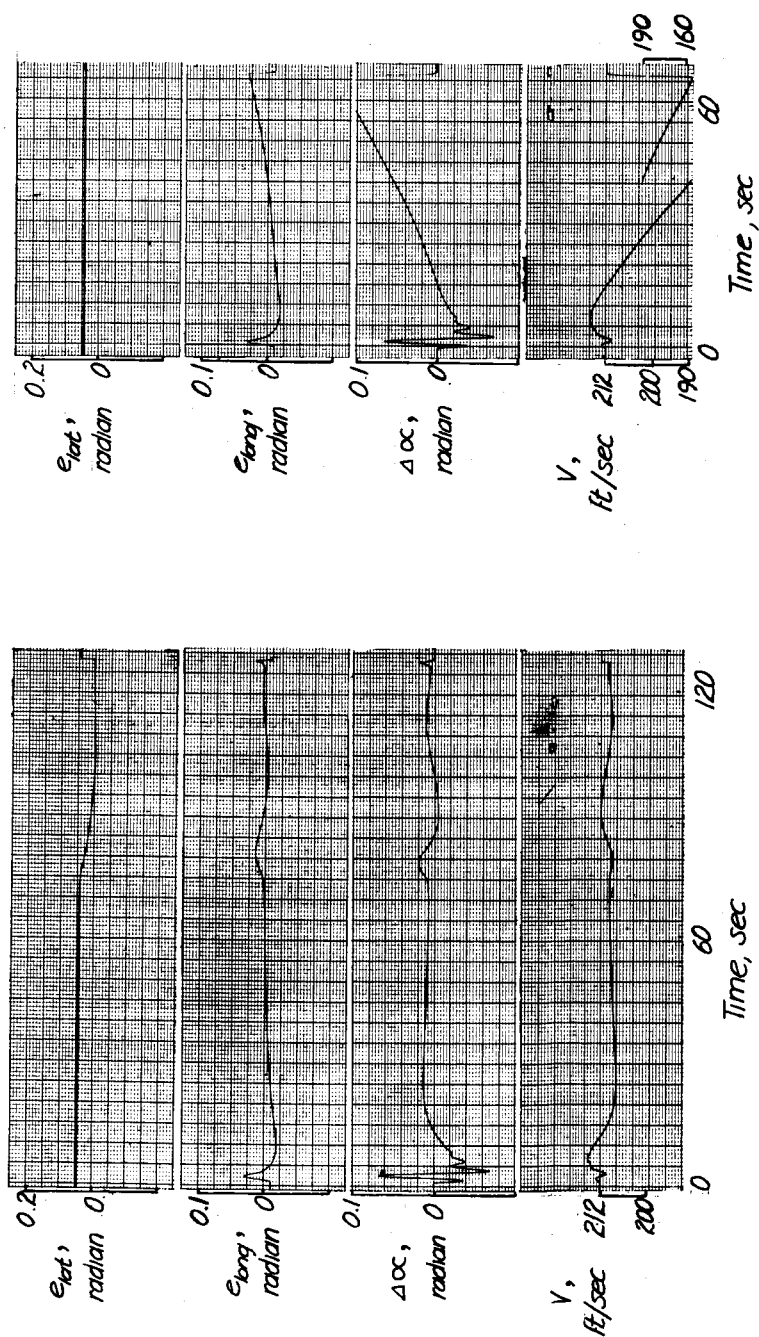 0.2
e_lat,
radian
0
0.1
e_long,
radian
0
0.1
Δα,
radian
0
V,
ft/sec
212
200
0
60
120
Time, sec
0.2
e_lat,
radian
0
0.1
e_long,
radian
0
0.1
Δα,
radian
0
V,
ft/sec
212
200
190
190
160
0
60
Time, sec